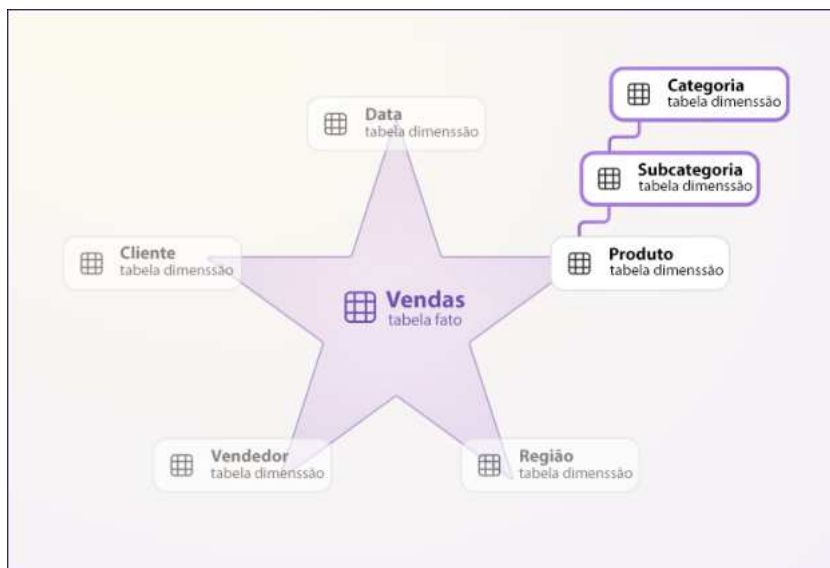 Categoria
tabela dimenssão
Data
tabela dimenssão
Subcategoria
tabela dimenssão
Cliente
tabela dimenssão
Produto
tabela dimenssão
Vendas
tabela fato
Vendedor
tabela dimenssão
Região
tabela dimenssão